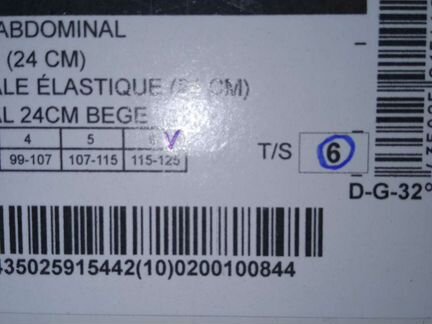 ABDOMINAL
(24 CM)
ALE ÉLASTIQUE (24 CM)
AL 24CM BEGE
4 5 6
99-107 107-115 115-125
T/S 6
D-G-32°
435025915442(10)0200100844